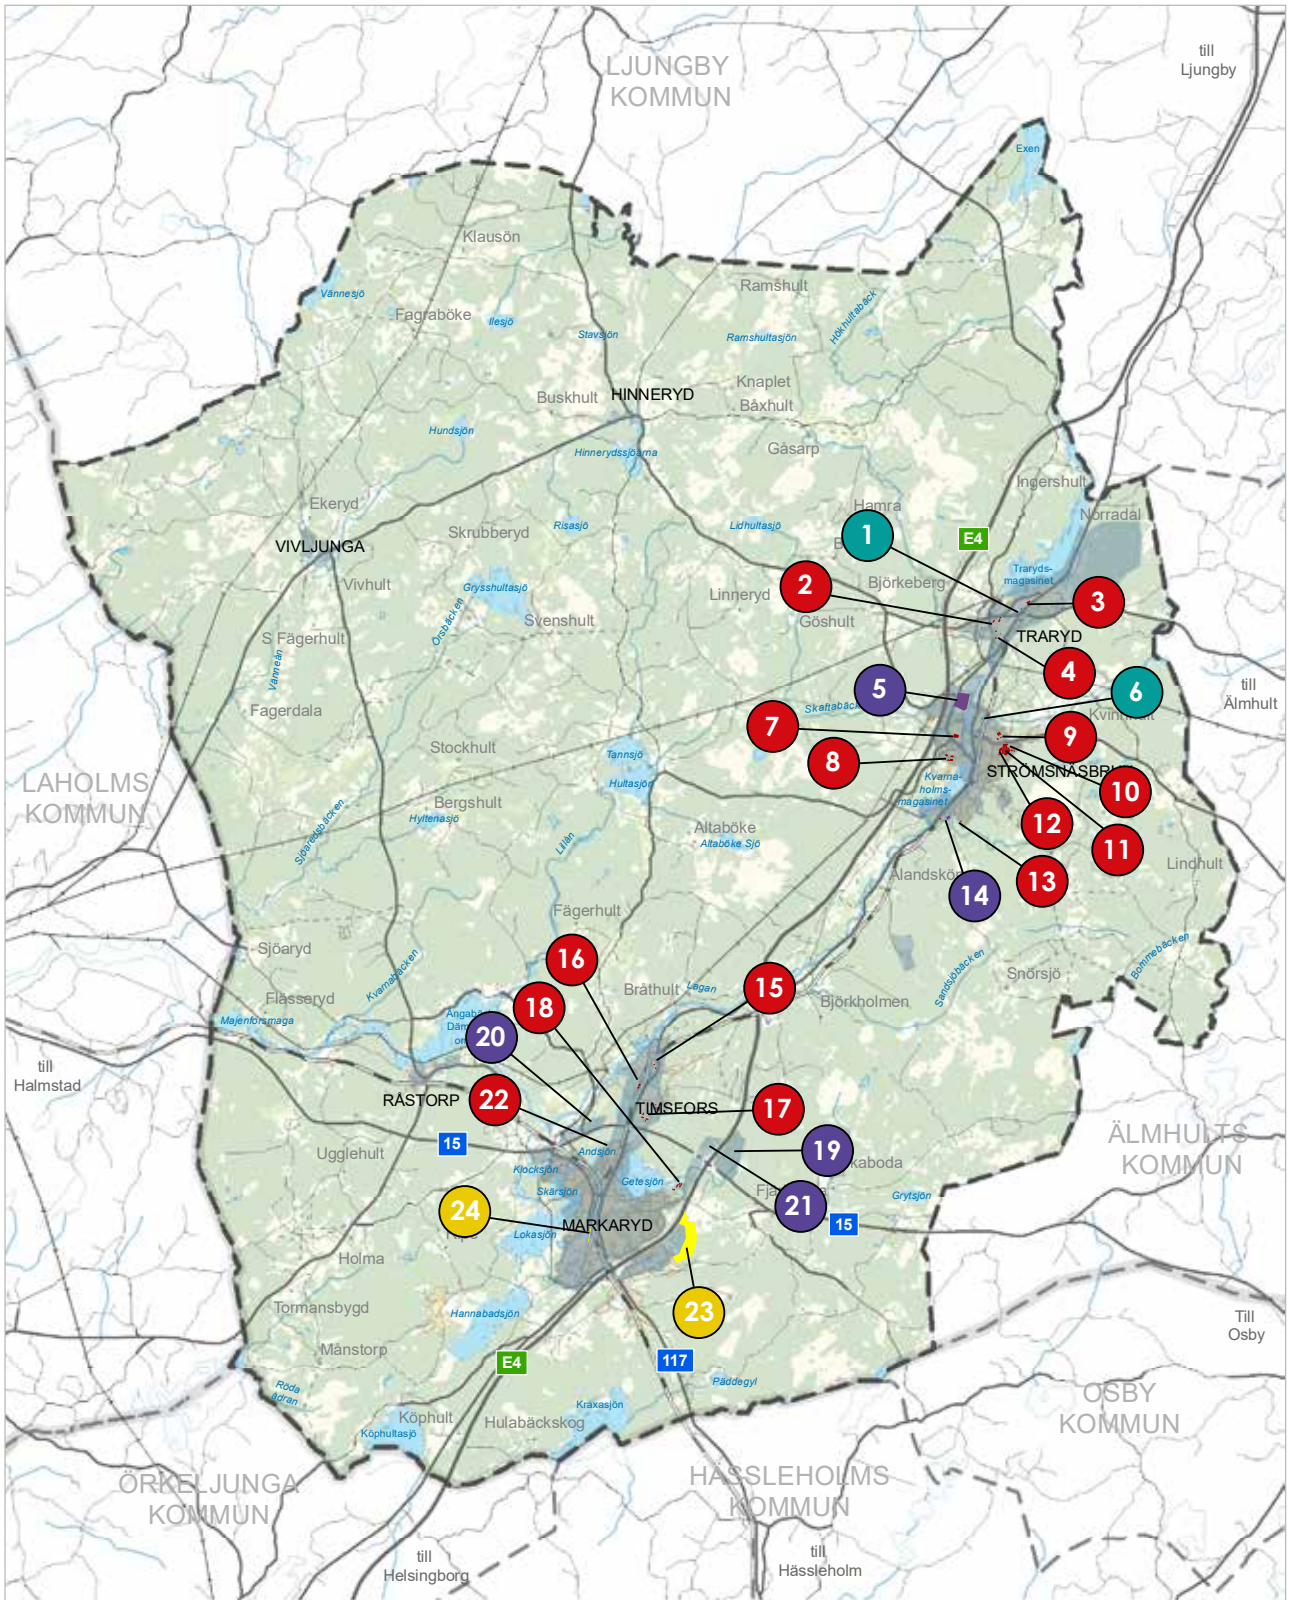 LJUNGBY
KOMMUN
till
Ljungby
Exen
Klausön
Ramshult
Vännesjö
Fagraböke
Ilesjö
Stavsjön
Ramshultasjön
Hökhultabäck
Knaplet
Buskhult
HINNERYD
Båxhult
Hundsjön
Hinnerydssjöarna
Gåsarp
Ingershult
Ekeryd
Hamra
Norradal
Skrubberyd
Risasjö
Lidhultasjö
1
E4
VIVLJUNGA
Vivhult
Grysshultasjö
Örsbäcken
Linneryd
2
Björkeberg
Traryds-
magasinet
3
Svenshult
Göshult
TRARYD
S Fägerhult
Vänneån
4
5
6
till
Älmhult
Fagerdala
Skaftabäck
7
9
Stockhult
Tannsjö
8
STRÖMSNÄSBRUK
LAHOLMS
KOMMUN
Hultasjön
Kvarna-
holms-
magasinet
10
Bergshult
Hyltenasjö
Sjöaredsbäcken
Lillån
Altaböke
Altaböke Sjö
12
11
Lindhult
13
14
Fägerhult
Sjöaryd
16
Bommebäcken
Kvarnabäcken
Sandsjöbäcken
Snörsjö
Flässeryd
Bråthult
Lagan
15
Björkholmen
18
Majenforsmaga
20
till
Halmstad
RÅSTORP
22
TIMSFORS
17
15
Andsjön
19
kaboda
ÄLMHULTS
KOMMUN
Ugglehult
Klocksjön
Skärsjön
Getesjön
Grytsjön
21
15
24
MARKARYD
Lokasjön
Holma
23
Tormansbygd
Hannabadsjön
Till
Osby
Månstorp
E4
117
Röda
ådran
Päddegyl
OSBY
KOMMUN
Köphult
Köphultasjö
Hulabäckskog
Kraxasjön
ÖRKELJUNGA
KOMMUN
HÄSSLEHOLMS
KOMMUN
till
Helsingborg
till
Hässleholm